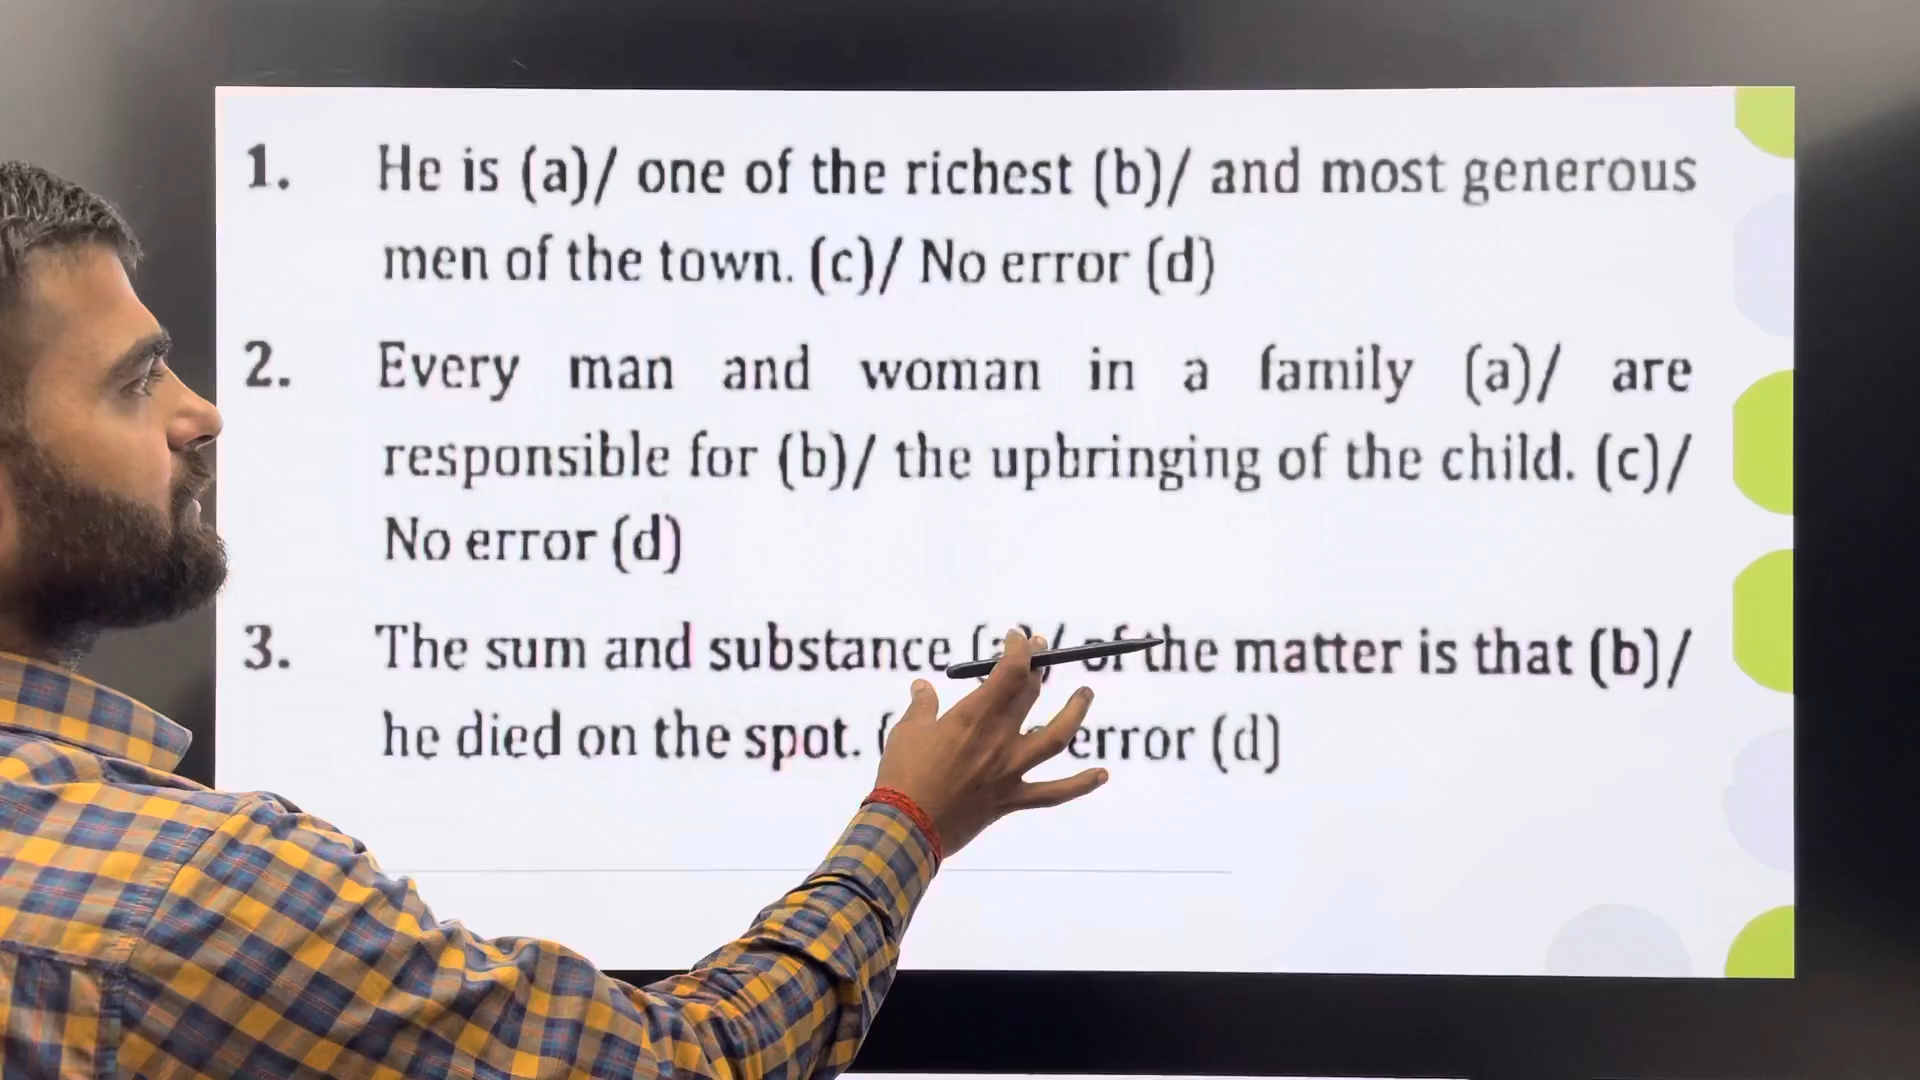 1. He is (a)/ one of the richest (b)/ and most generous
men of the town. (c)/ No error (d)
2. Every man and woman in a family (a)/ are
responsible for (b)/ the upbringing of the child. (c)/
No error (d)
3. The sum and substance (a)/ of the matter is that (b)/
he died on the spot. error (d)